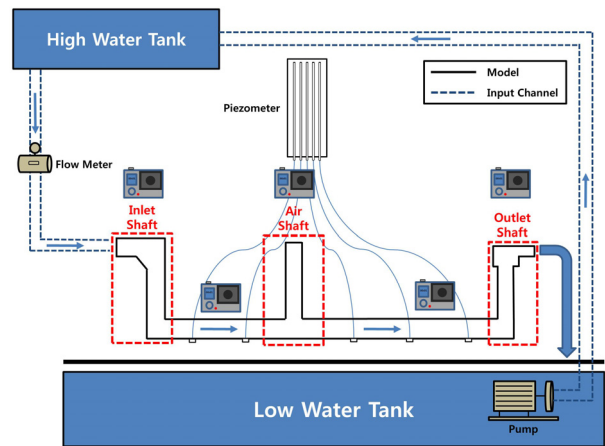 High Water Tank
Model
Input Channel
Piezometer
Flow Meter
Inlet
Shaft
Air
Shaft
Outlet
Shaft
Low Water Tank
Pump